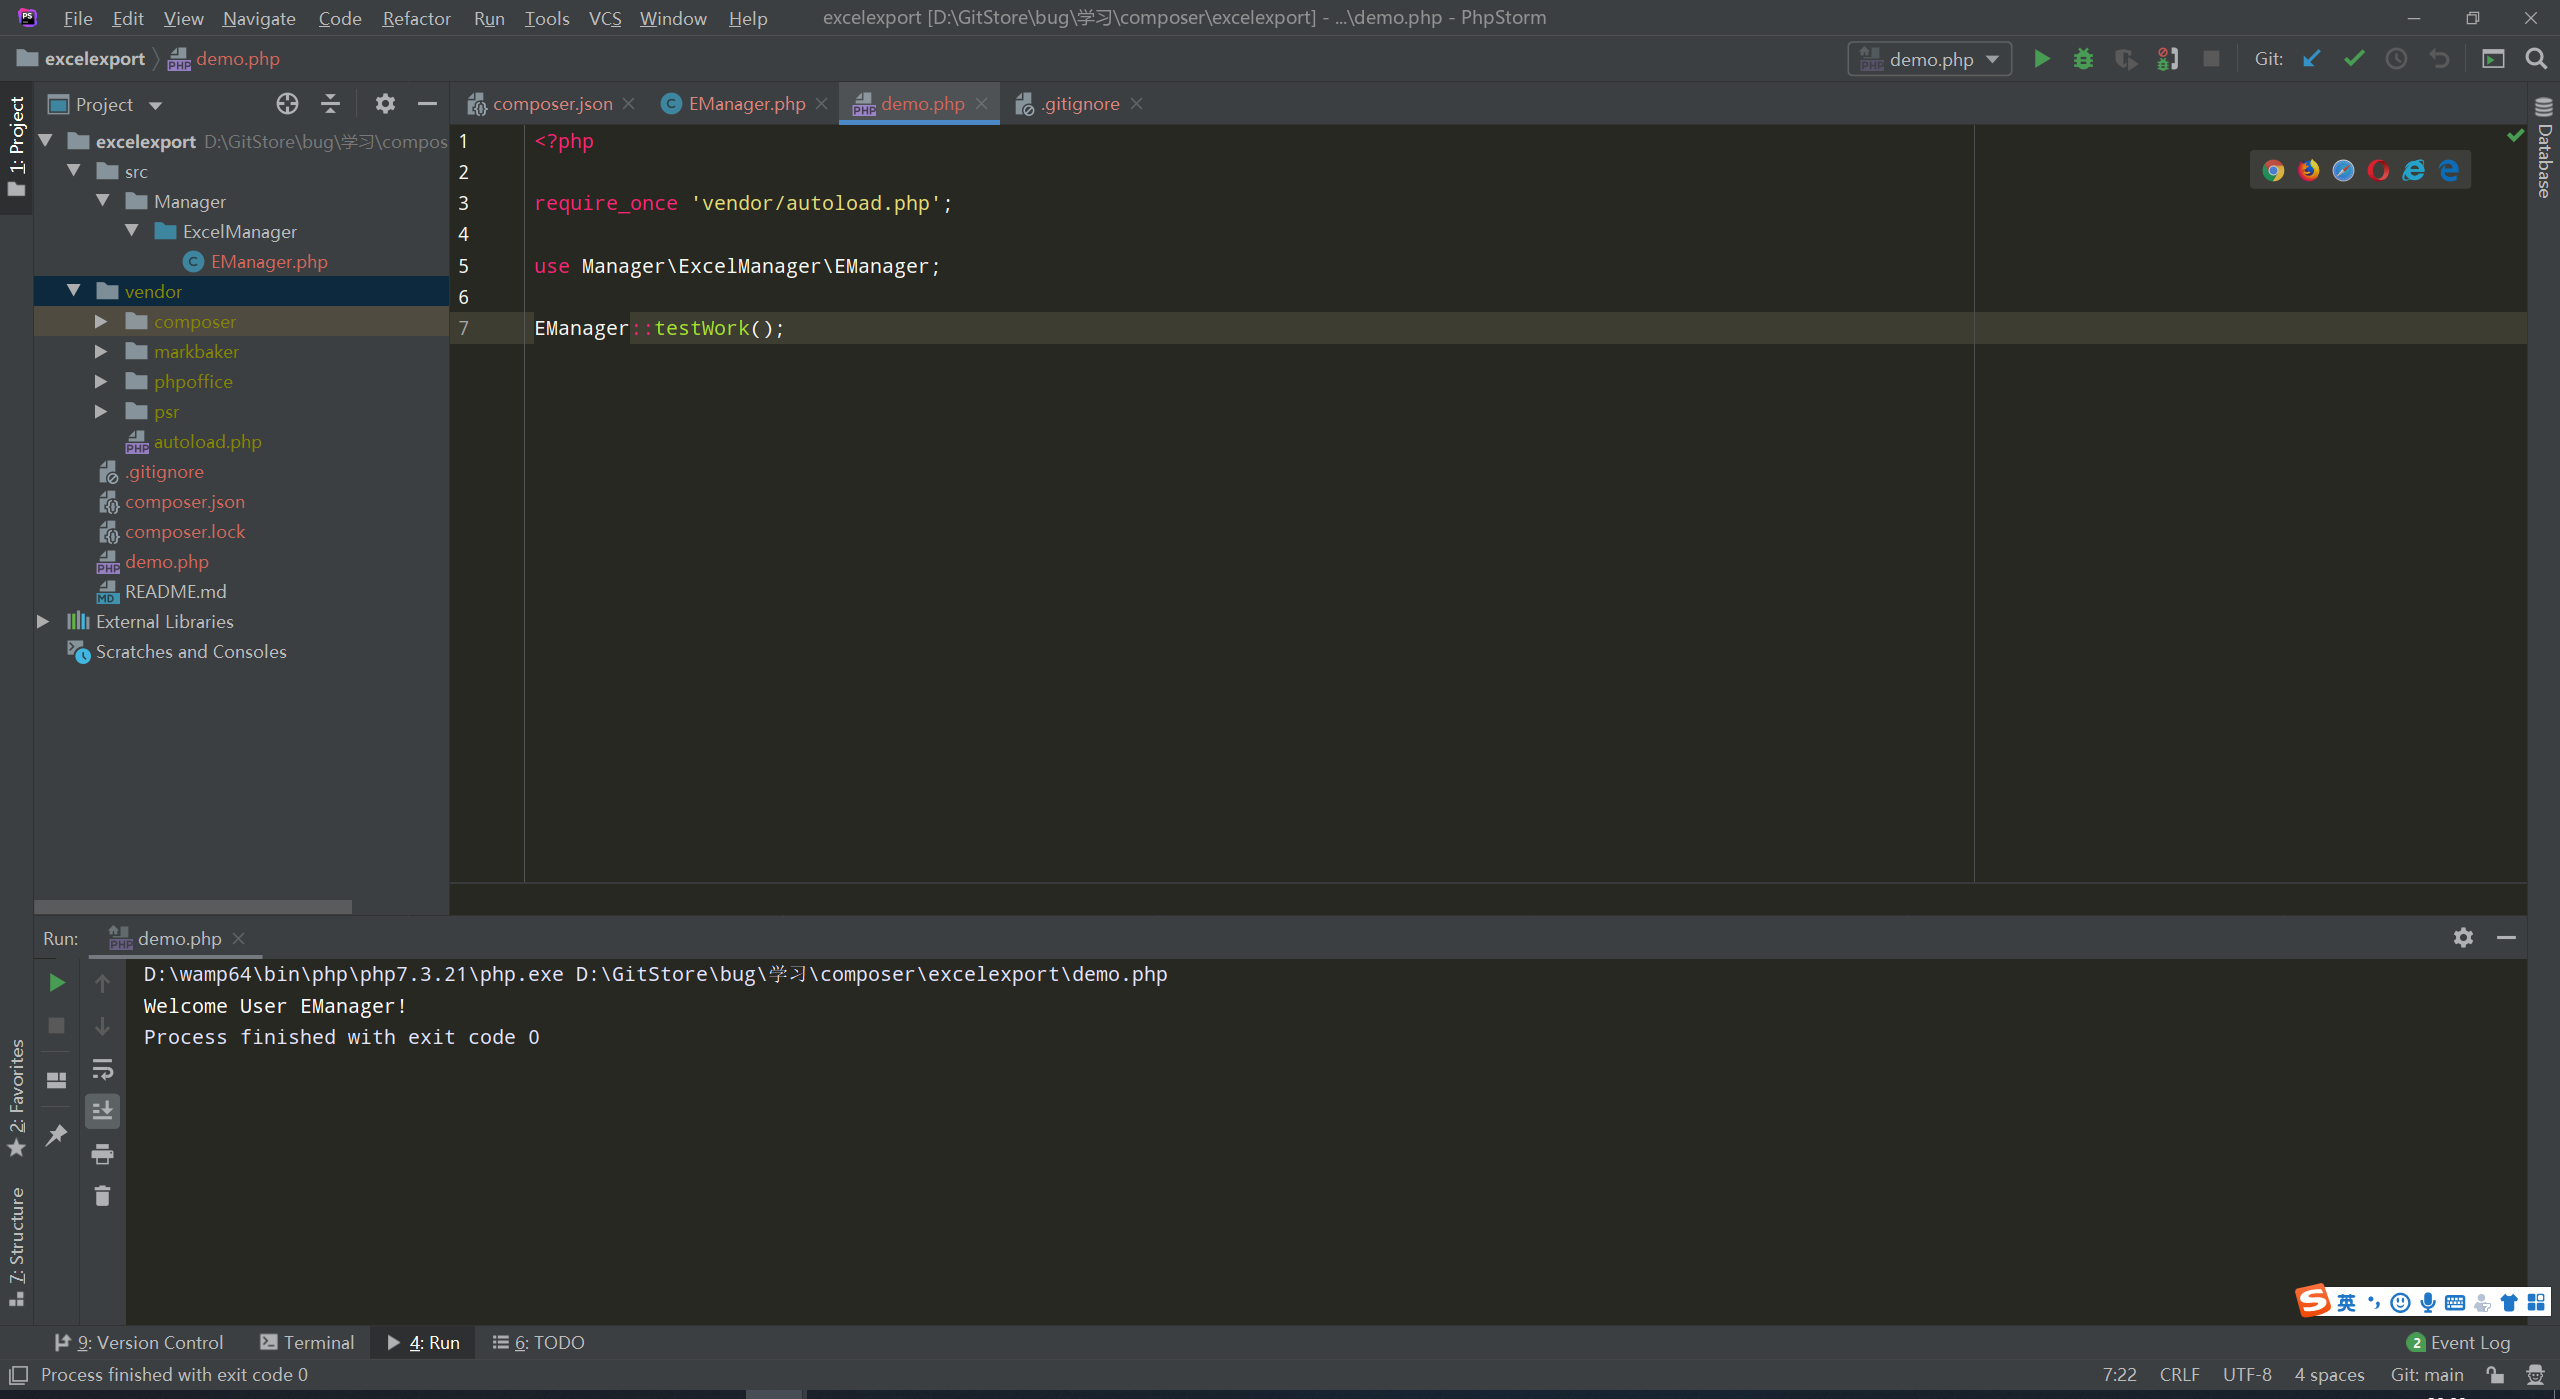 File Edit View Navigate Code Refactor Run Tools VCS Window Help excelexport [D:\GitStore\bug\学习\composer\excelexport] - ...\demo.php - PhpStorm
excelexport demo.php demo.php Git:
Project
composer.json EManager.php demo.php .gitignore
1: Project
Database
excelexport D:\GitStore\bug\学习\compos
src
Manager
ExcelManager
EManager.php
vendor
composer
markbaker
phpoffice
psr
autoload.php
.gitignore
composer.json
composer.lock
demo.php
README.md
External Libraries
Scratches and Consoles
1 <?php
2
3 require_once 'vendor/autoload.php';
4
5 use Manager\ExcelManager\EManager;
6
7 EManager::testWork();
Run: demo.php
D:\wamp64\bin\php\php7.3.21\php.exe D:\GitStore\bug\学习\composer\excelexport\demo.php
Welcome User EManager!
Process finished with exit code 0
2: Favorites
7: Structure
英
9: Version Control Terminal 4: Run 6: TODO 2 Event Log
Process finished with exit code 0 7:22 CRLF UTF-8 4 spaces Git: main